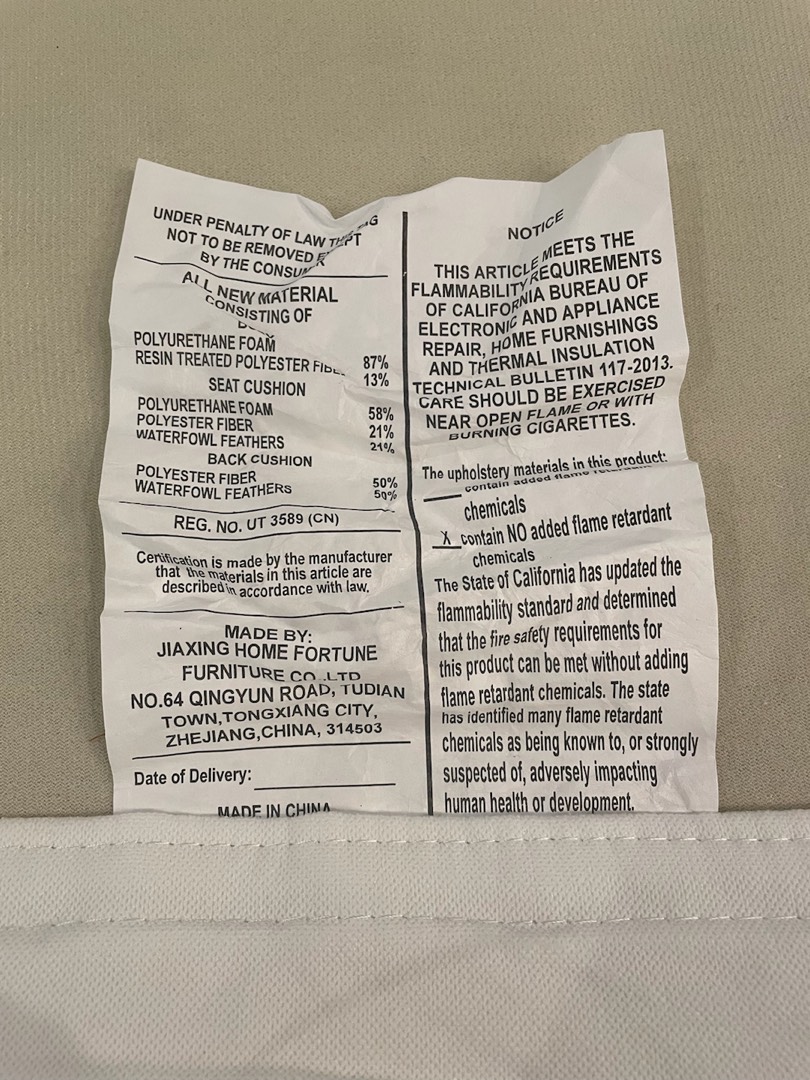 UNDER PENALTY OF LAW
NOT TO BE REMOVED
BY THE
ALL NEW MATERIAL
CONSISTING OF
POLYURETHANE FOAM
RESIN TREATED POLYESTER 87%
13%
SEAT CUSHION
POLYURETHANE FOAM 58%
POLYESTER FIBER 21%
WATERFOWL FEATHERS 21%
BACK CUSHION
POLYESTER FIBER 50%
WATERFOWL FEATHERS 50%
REG. NO. UT 3589 (CN)
Certification is made by the manufacturer
that the materials in this article are
described in accordance with law.
MADE BY:
JIAXING HOME FORTUNE
FURNITURE CO .LTD
NO.64 QINGYUN ROAD, TUDIAN
TOWN,TONGXIANG CITY,
ZHEJIANG,CHINA, 314503
Date of Delivery:
MADE IN CHINA
NOTICE
THIS ARTICLE MEETS THE
FLAMMABILITY REQUIREMENTS
OF CALIFORNIA BUREAU OF
ELECTRONIC AND APPLIANCE
REPAIR, HOME FURNISHINGS
AND THERMAL INSULATION
TECHNICAL BULLETIN 117-2013.
CARE SHOULD BE EXERCISED
NEAR OPEN FLAME OR WITH
BURNING CIGARETTES.
The upholstery materials in this product:
contain added flame
chemicals
X contain NO added flame retardant
chemicals
The State of California has updated the
flammability standard and determined
that the fire safety requirements for
this product can be met without adding
flame retardant chemicals. The state
has identified many flame retardant
chemicals as being known to, or strongly
suspected of, adversely impacting
human health or development.